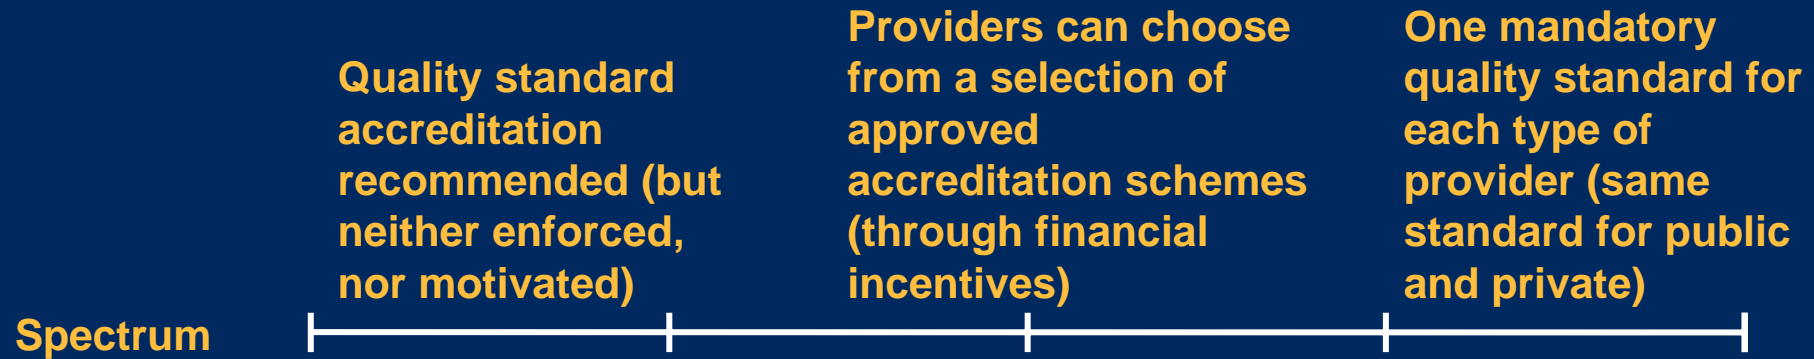 Quality standard
accreditation
recommended (but
neither enforced,
nor motivated)
Providers can choose
from a selection of
approved
accreditation schemes
(through financial
incentives)
One mandatory
quality standard for
each type of
provider (same
standard for public
and private)
Spectrum